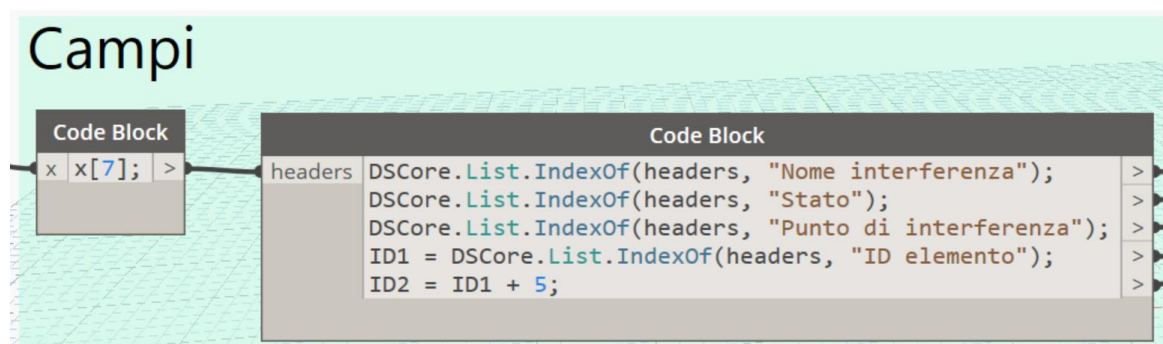 Campi
Code Block
x x[7]; >
Code Block
headers DSCore.List.IndexOf(headers, "Nome interferenza"); >
DSCore.List.IndexOf(headers, "Stato"); >
DSCore.List.IndexOf(headers, "Punto di interferenza"); >
ID1 = DSCore.List.IndexOf(headers, "ID elemento"); >
ID2 = ID1 + 5; >